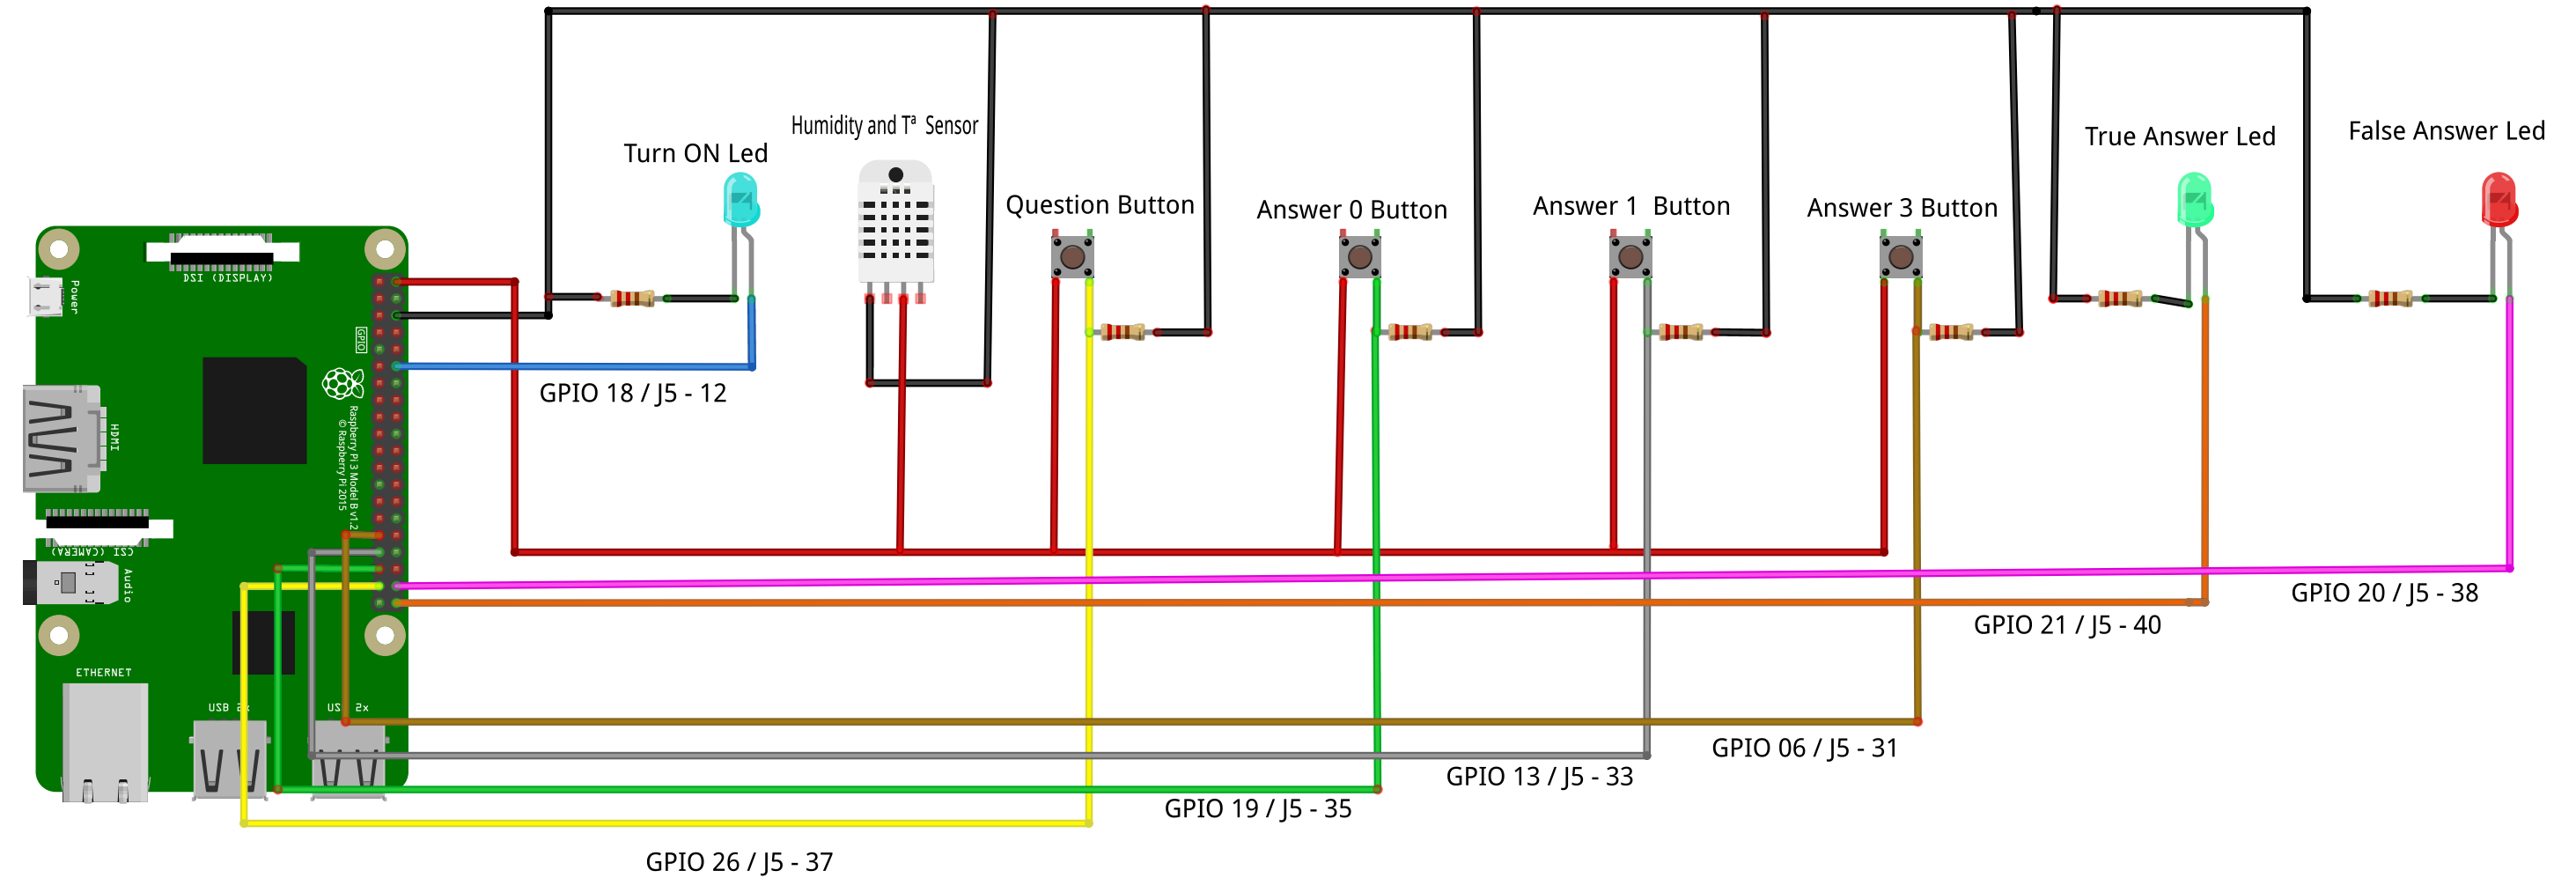 Humidity and Tª Sensor
Turn ON Led
True Answer Led
False Answer Led
Question Button
Answer 0 Button
Answer 1 Button
Answer 3 Button
DSI (DISPLAY)
Power
GPIO
HDMI
Raspberry Pi 3 Model B v1.2
© Raspberry Pi 2015
CSI (CAMERA)
Audio
ETHERNET
USB 2x
USB 2x
GPIO 18 / J5 - 12
GPIO 20 / J5 - 38
GPIO 21 / J5 - 40
GPIO 06 / J5 - 31
GPIO 13 / J5 - 33
GPIO 19 / J5 - 35
GPIO 26 / J5 - 37